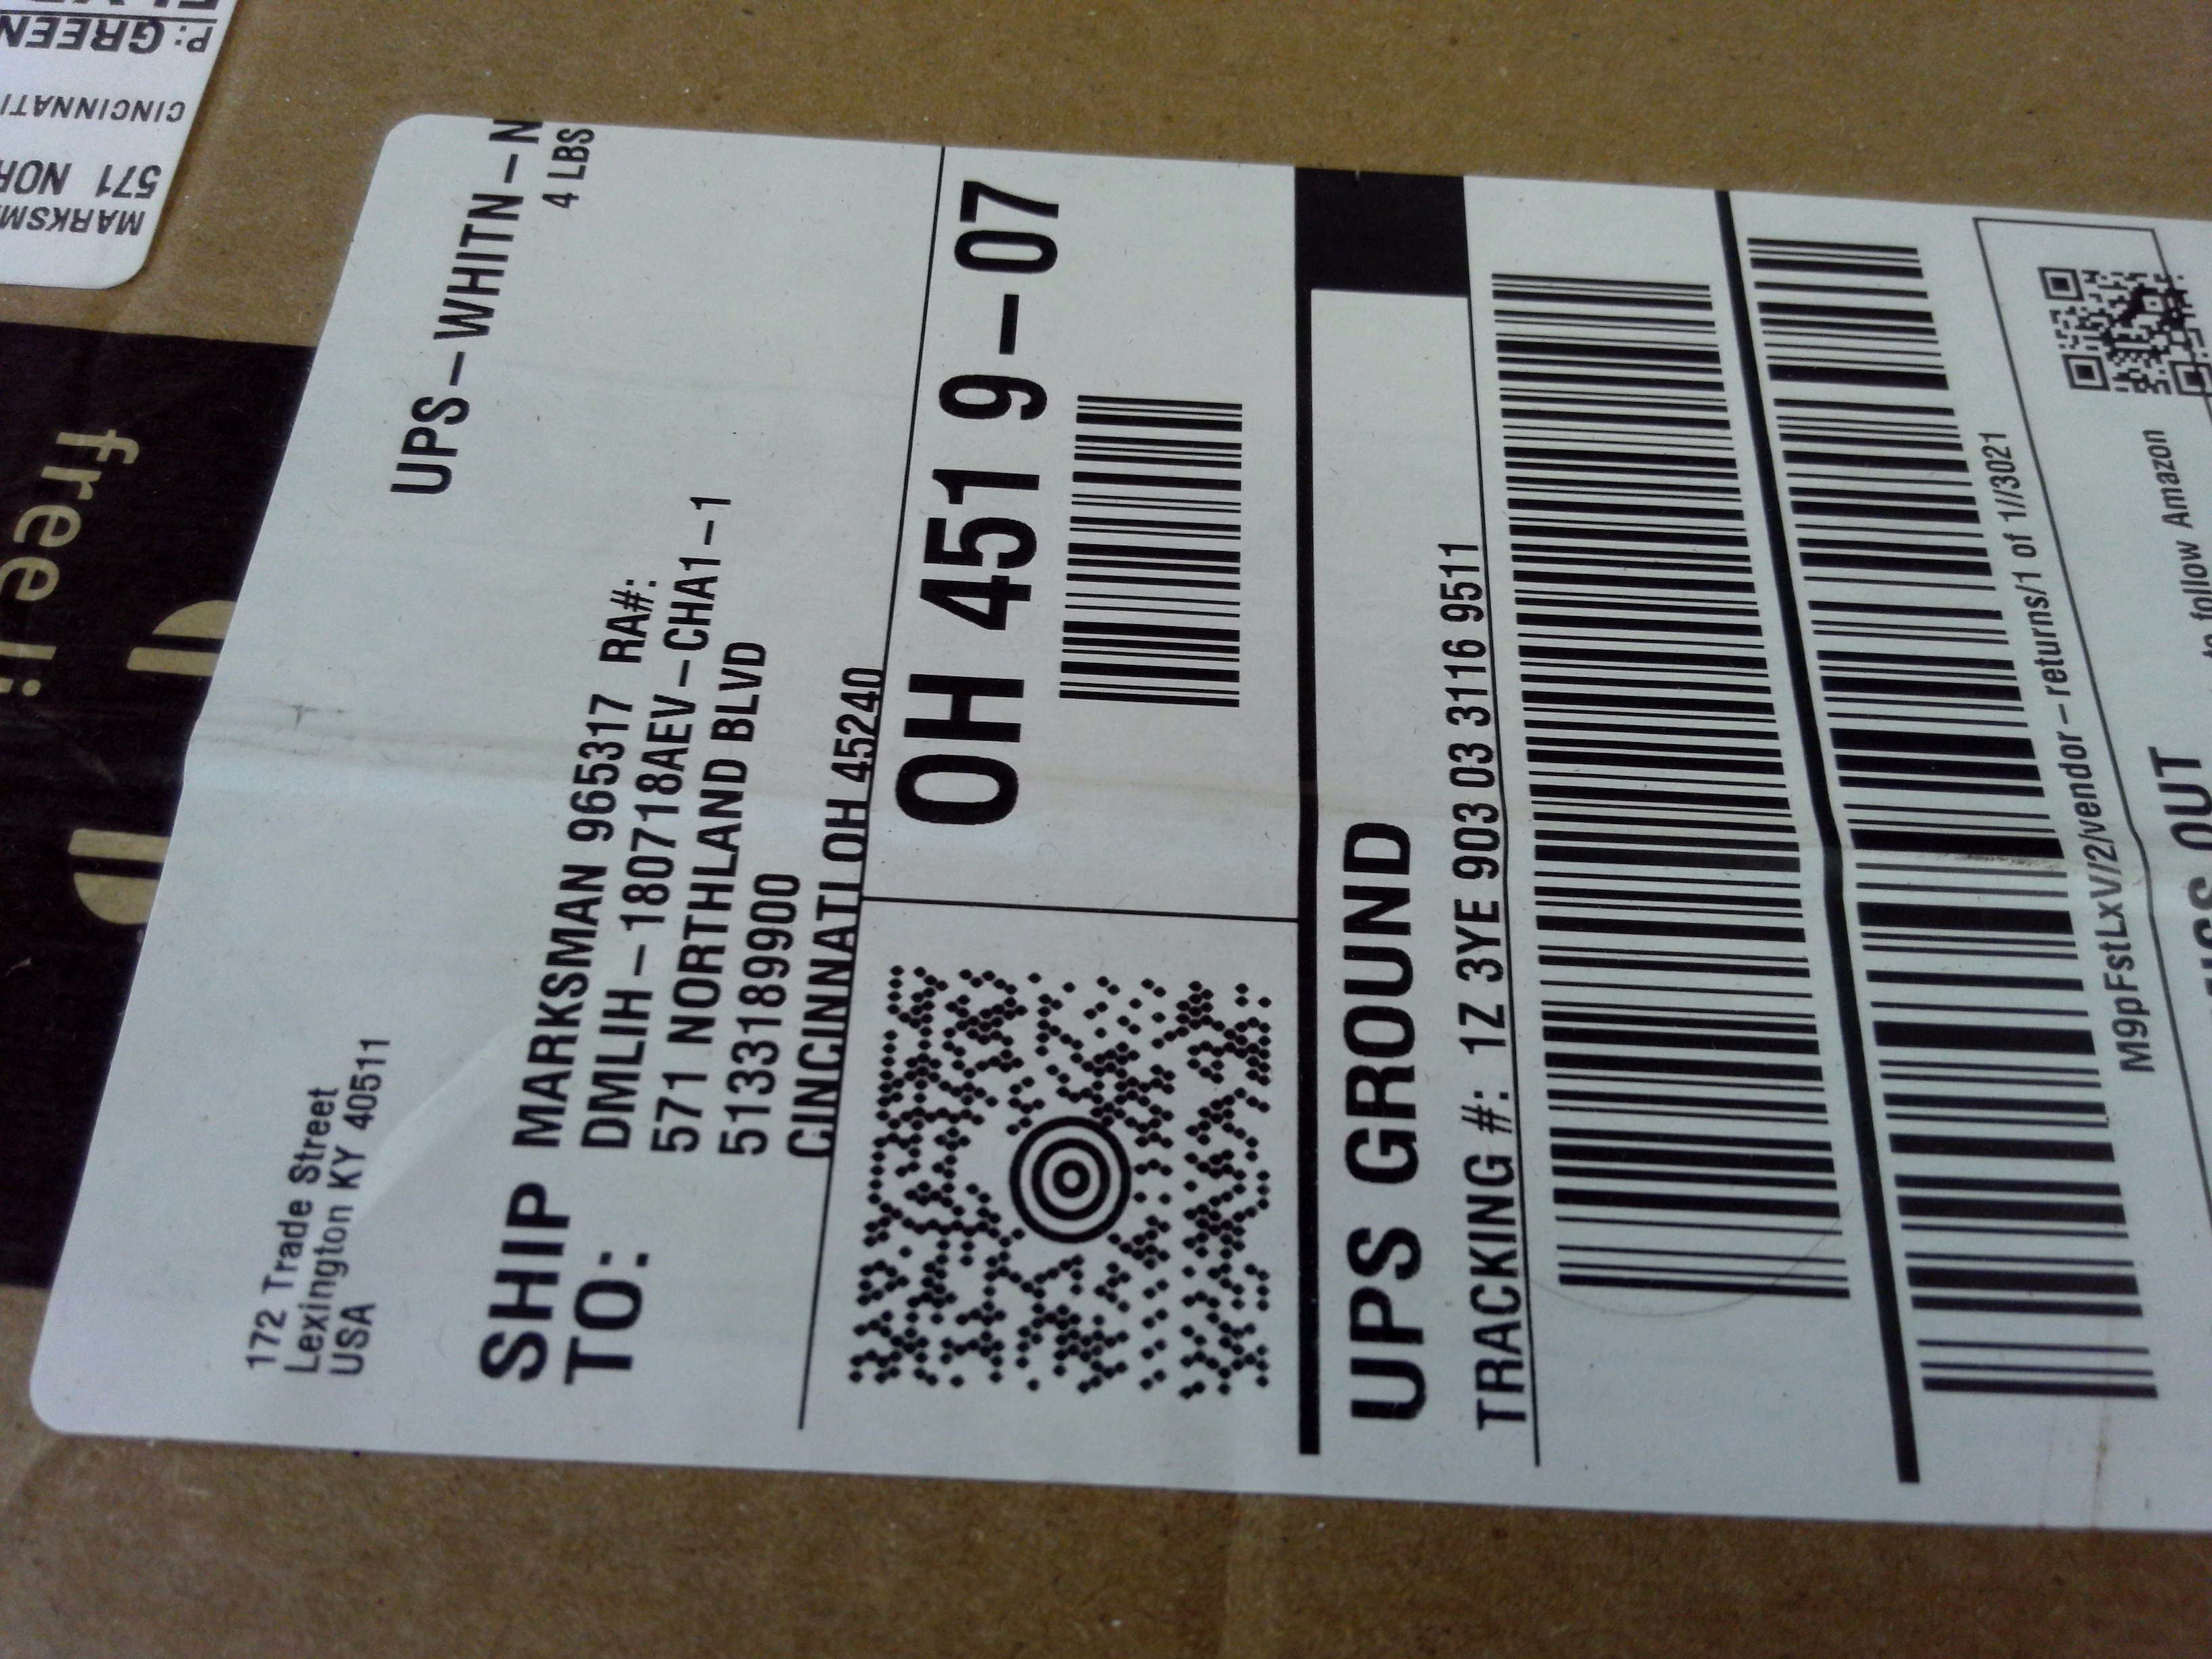 172 Trade Street
Lexington KY 40511
USA
UPS-WHITN-N
4 LBS
SHIP
TO:
MARKSMAN 965317 RA#:
DMLIH-180718AEV-CHA1-1
571 NORTHLAND BLVD
5133189900
CINCINNATI OH 45240
OH 451 9-07
UPS GROUND
TRACKING #: 1Z 3YE 903 03 3116 9511
M9pFstLxV/2/vendor-returns/1 of 1//3021
to follow Amazon
OUT
free
MARKSM
571 NOR
CINCINNATI
P: GREEN